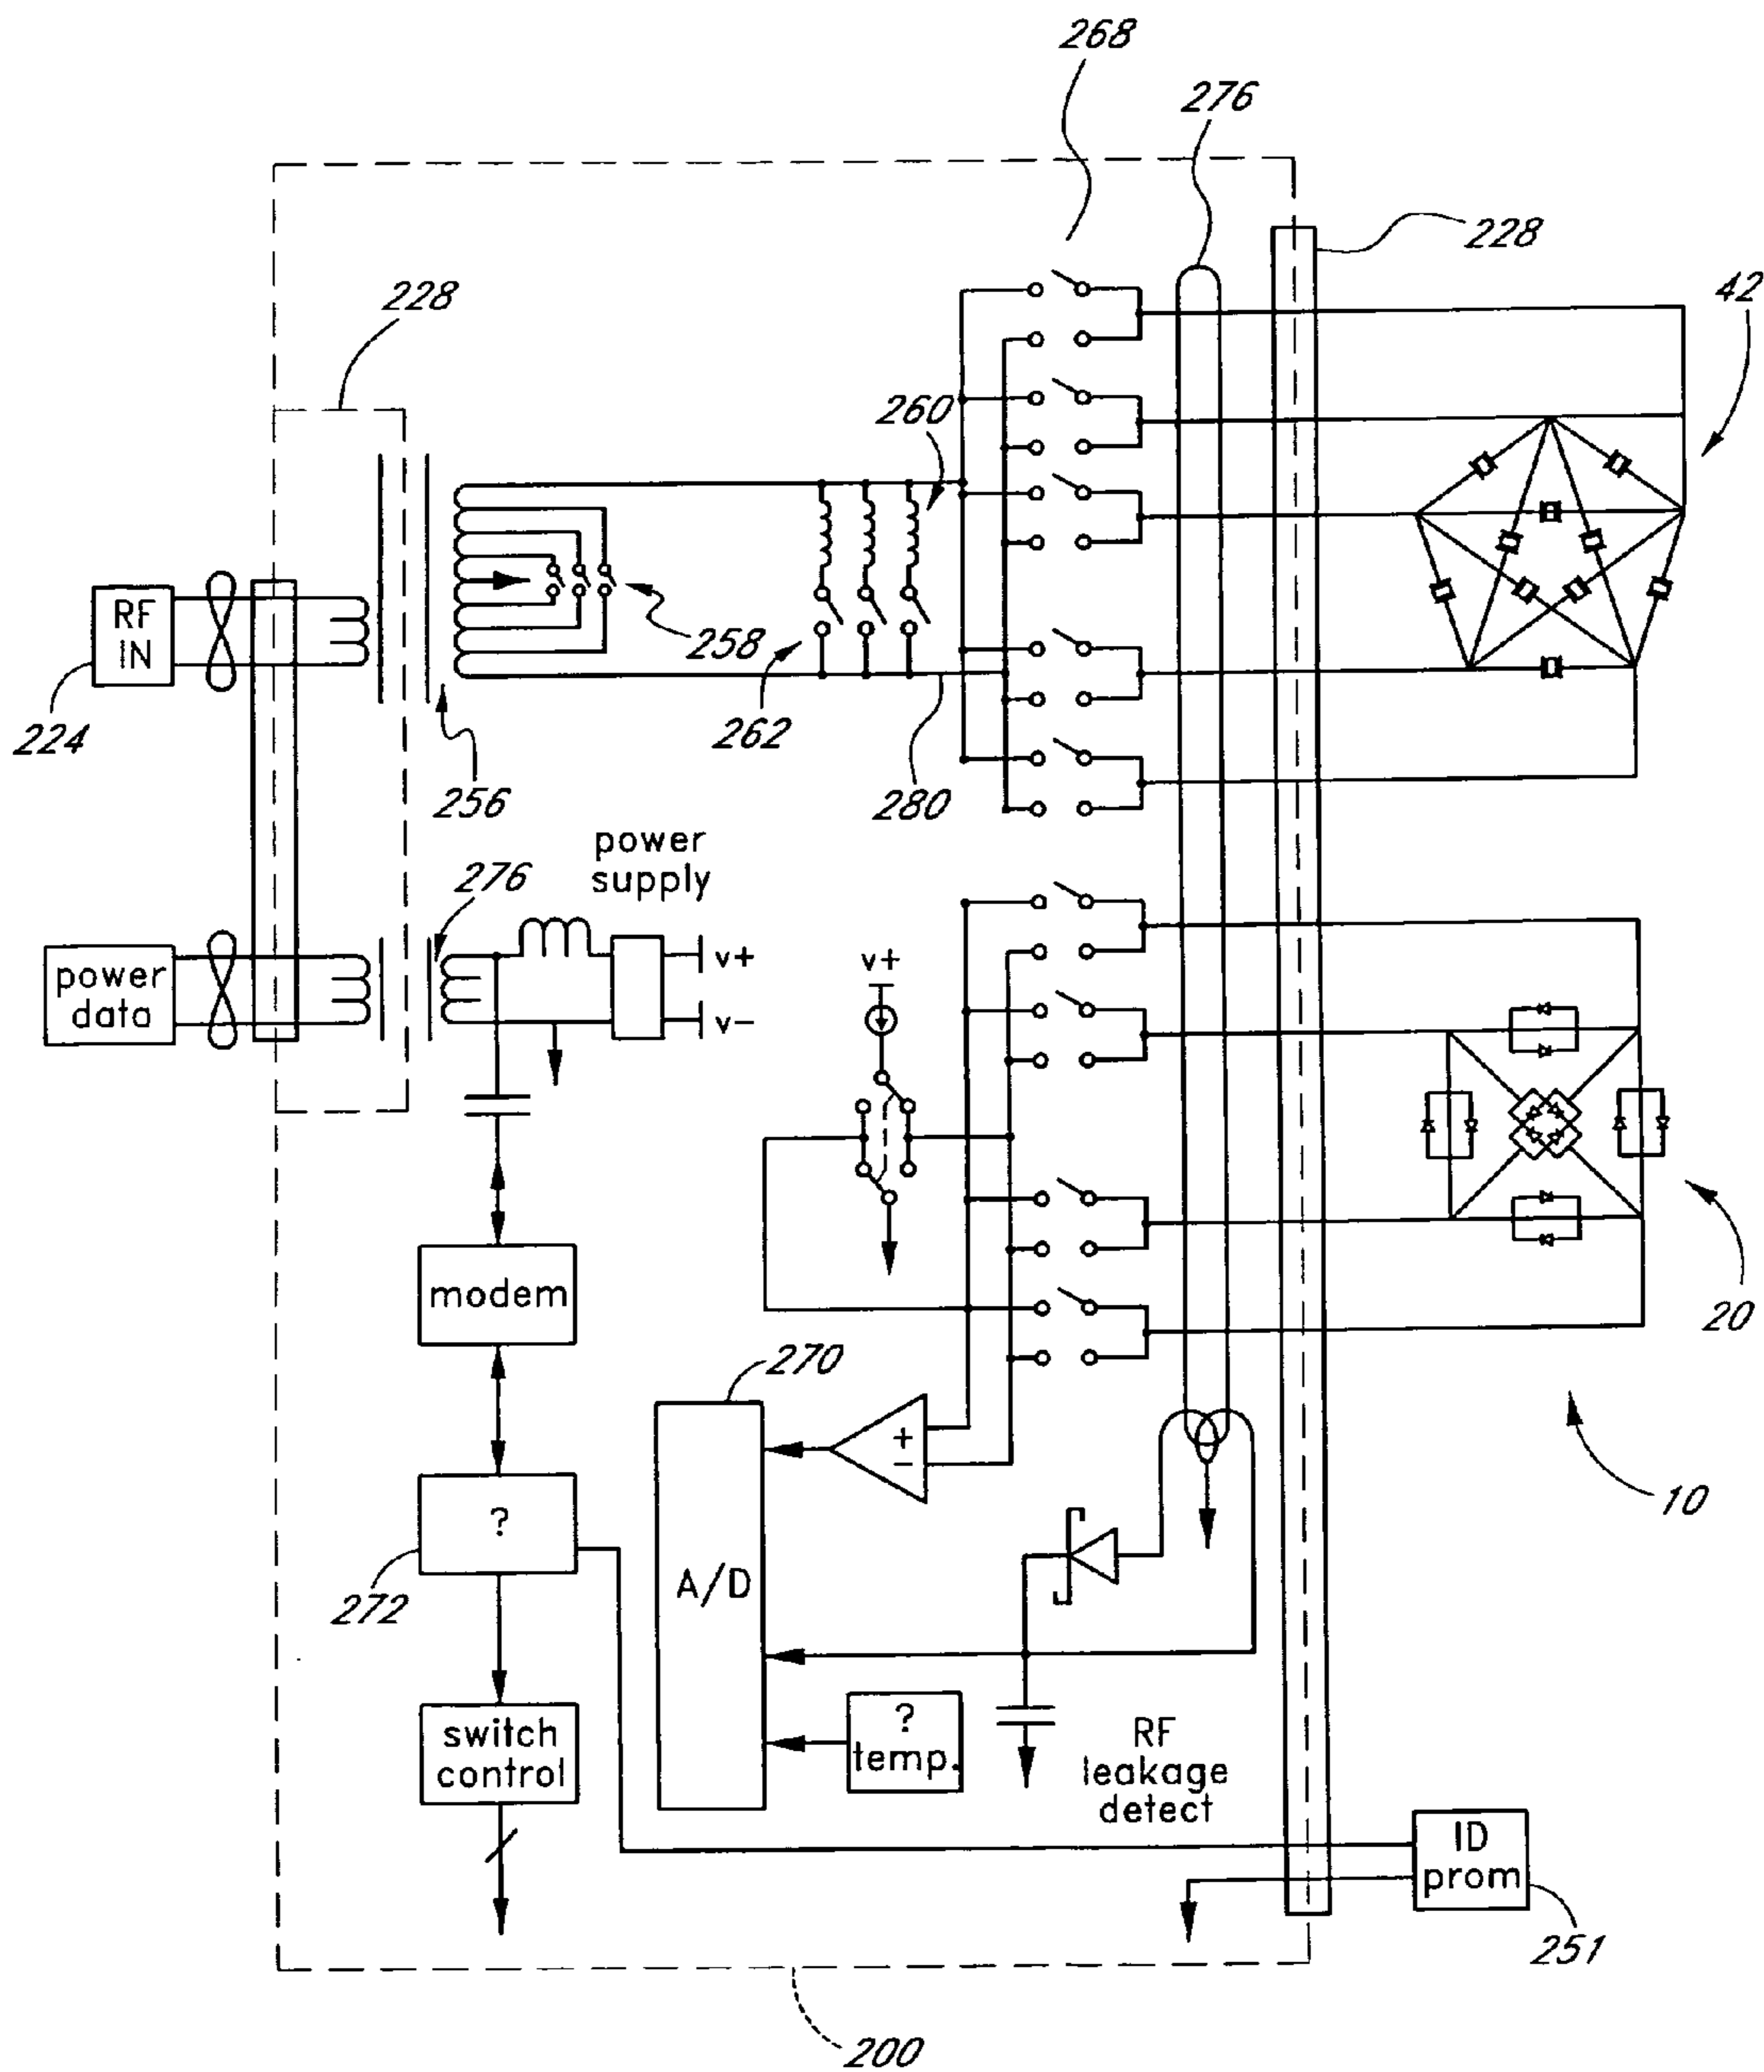 268
276
228
42
228
260
RF
IN
258
224
262
256
280
power
supply
276
v+
v+
power
data
v-
modem
20
270
+
-
10
?
272
A/D
?
temp.
RF
leakage
detect
switch
control
ID
prom
251
200